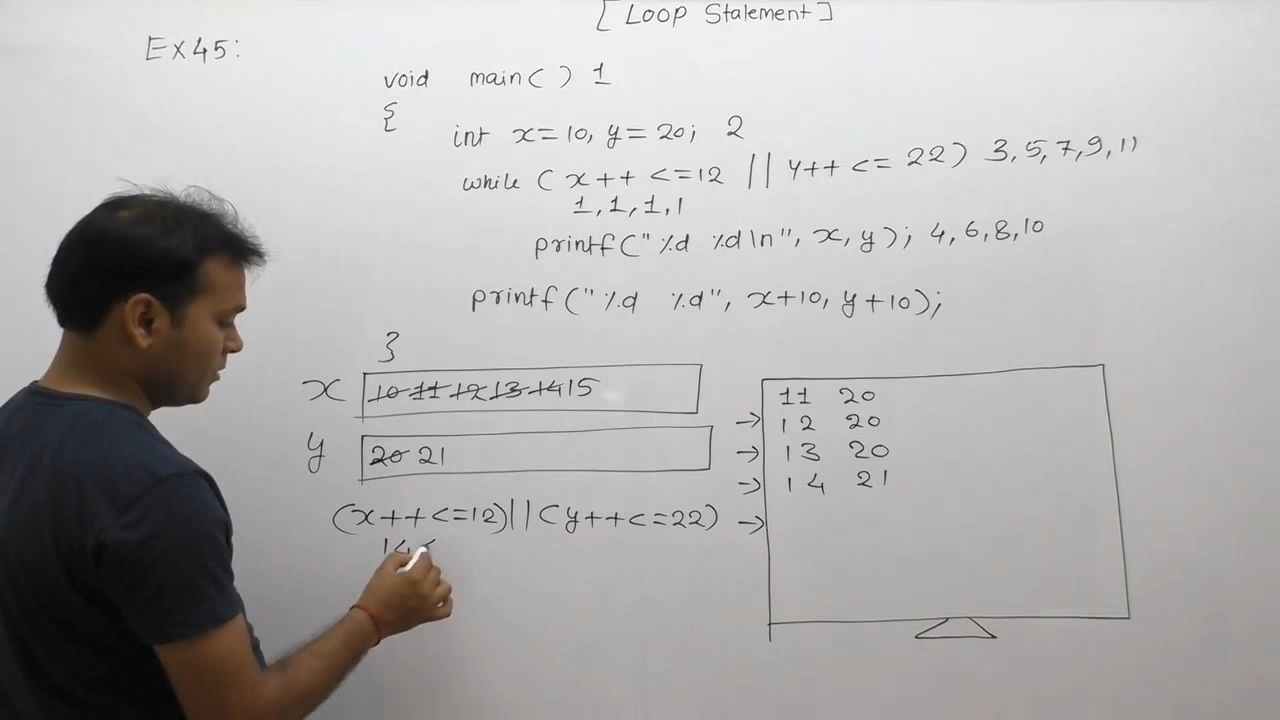 [Loop Statement]
Ex45:
void main() 1
{
int x=10, y=20; 2
while (x++ <=12 || y++ <= 22) 3,5,7,9,11
1,1,1,1
printf("%d %d\n", x, y); 4,6,8,10
printf("%d %d", x+10, y+10);
}
x 10 11 12 13 14 15
y 20 21
(x++<=12)||(y++<=22)
14<
11 20
→ 12 20
→ 13 20
→ 14 21
→